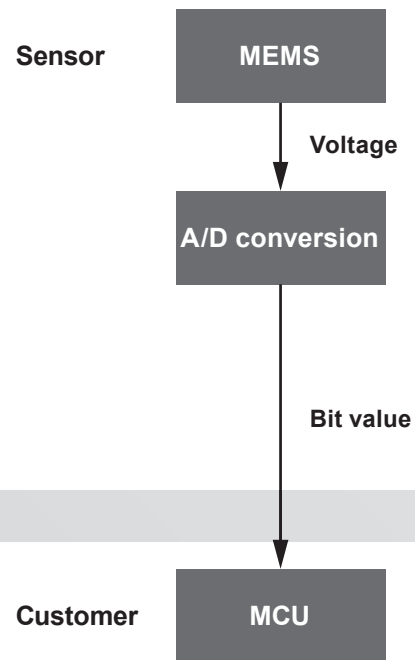 Sensor
MEMS
Voltage
A/D conversion
Bit value
Customer
MCU